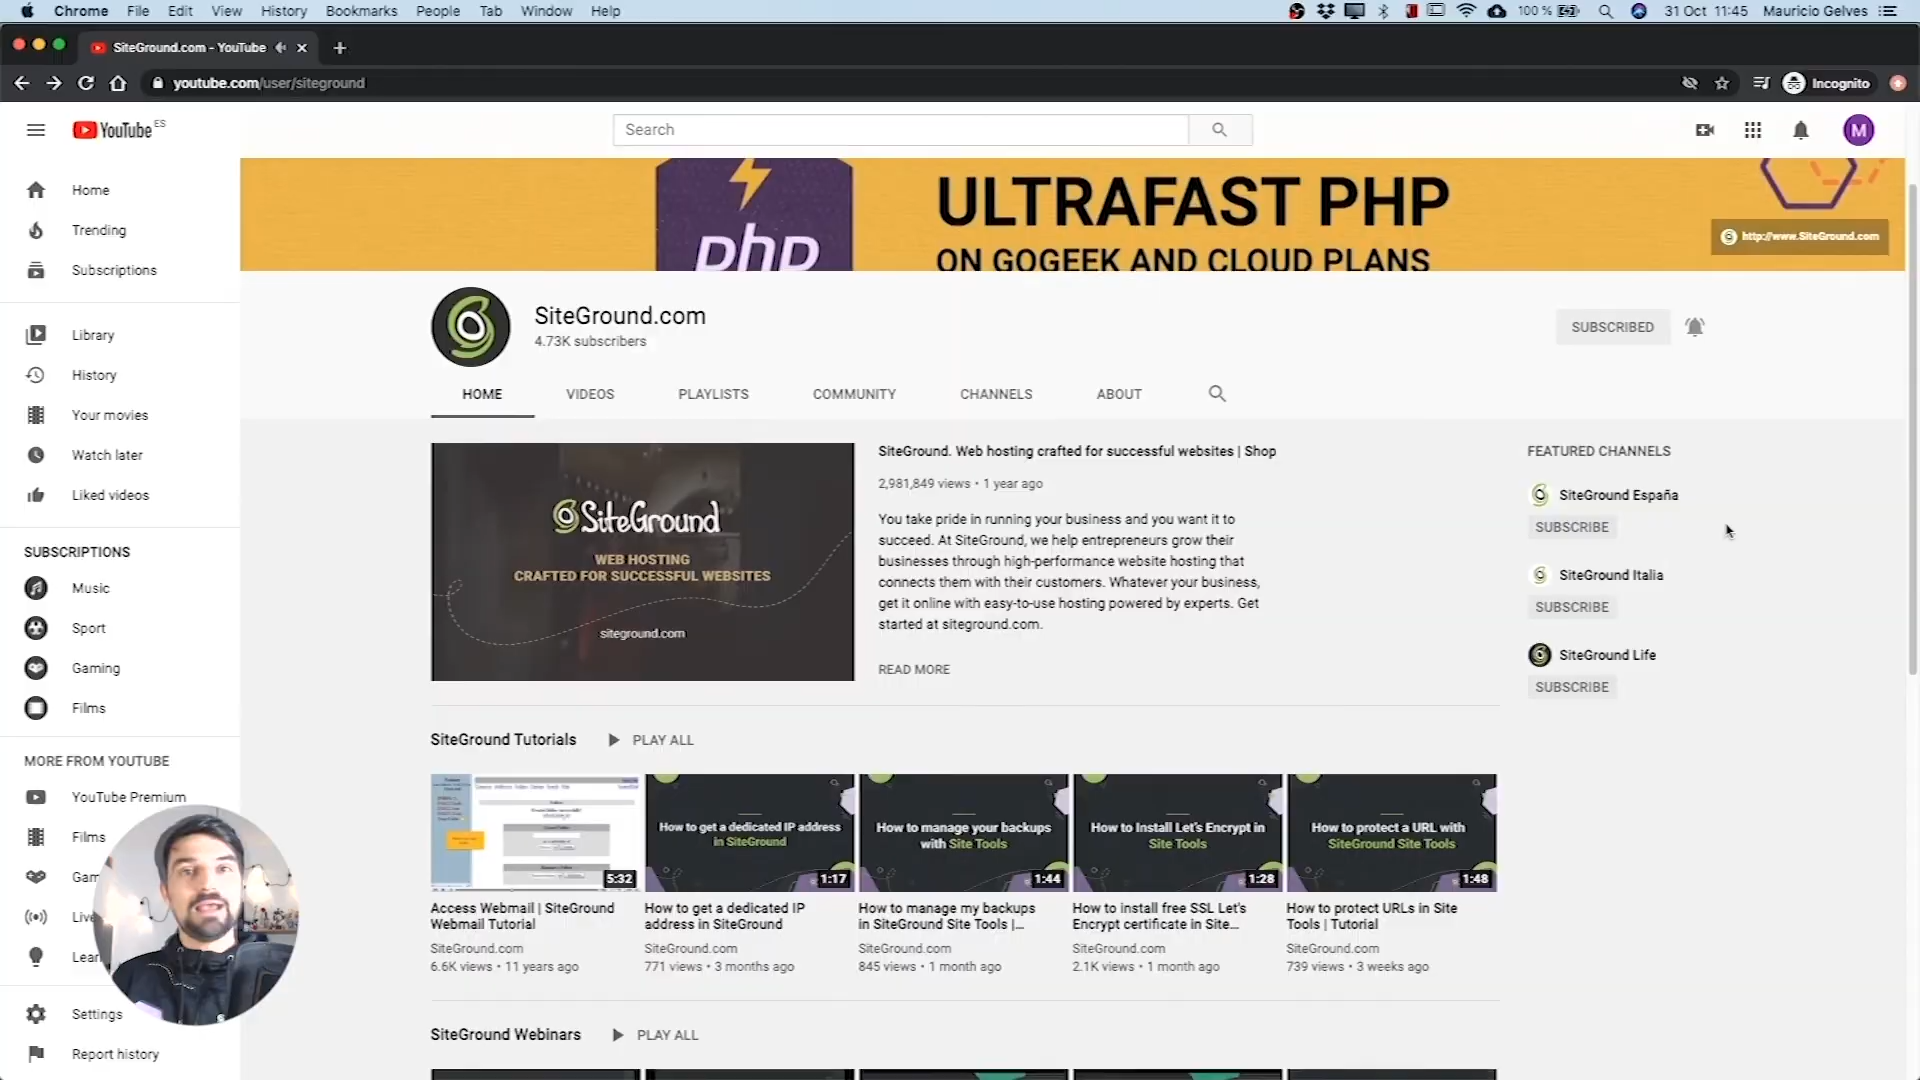 Chrome File Edit View History Bookmarks People Tab Window Help
100 % 31 Oct 11:45 Mauricio Gelves
SiteGround.com - YouTube
youtube.com/user/siteground
Incognito
YouTube ES
Search
M
Home
Trending
Subscriptions
Library
History
Your movies
Watch later
Liked videos
SUBSCRIPTIONS
Music
Sport
Gaming
Films
MORE FROM YOUTUBE
YouTube Premium
Films
Gam
Live
Lear
Settings
Report history
php
ULTRAFAST PHP
ON GOGEEK AND CLOUD PLANS
http://www.SiteGround.com
SiteGround.com
4.73K subscribers
SUBSCRIBED
HOME VIDEOS PLAYLISTS COMMUNITY CHANNELS ABOUT
SiteGround
WEB HOSTING
CRAFTED FOR SUCCESSFUL WEBSITES
siteground.com
SiteGround. Web hosting crafted for successful websites | Shop
2,981,849 views • 1 year ago
You take pride in running your business and you want it to
succeed. At SiteGround, we help entrepreneurs grow their
businesses through high-performance website hosting that
connects them with their customers. Whatever your business,
get it online with easy-to-use hosting powered by experts. Get
started at siteground.com.
READ MORE
FEATURED CHANNELS
SiteGround España
SUBSCRIBE
SiteGround Italia
SUBSCRIBE
SiteGround Life
SUBSCRIBE
SiteGround Tutorials PLAY ALL
5:32
Access Webmail | SiteGround
Webmail Tutorial
SiteGround.com
6.6K views • 11 years ago
How to get a dedicated IP address
in SiteGround
1:17
How to get a dedicated IP
address in SiteGround
SiteGround.com
771 views • 3 months ago
How to manage your backups
with Site Tools
1:44
How to manage my backups
in SiteGround Site Tools |...
SiteGround.com
845 views • 1 month ago
How to Install Let's Encrypt in
Site Tools
1:28
How to install free SSL Let's
Encrypt certificate in Site...
SiteGround.com
2.1K views • 1 month ago
How to protect a URL with
SiteGround Site Tools
1:48
How to protect URLs in Site
Tools | Tutorial
SiteGround.com
739 views • 3 weeks ago
SiteGround Webinars PLAY ALL